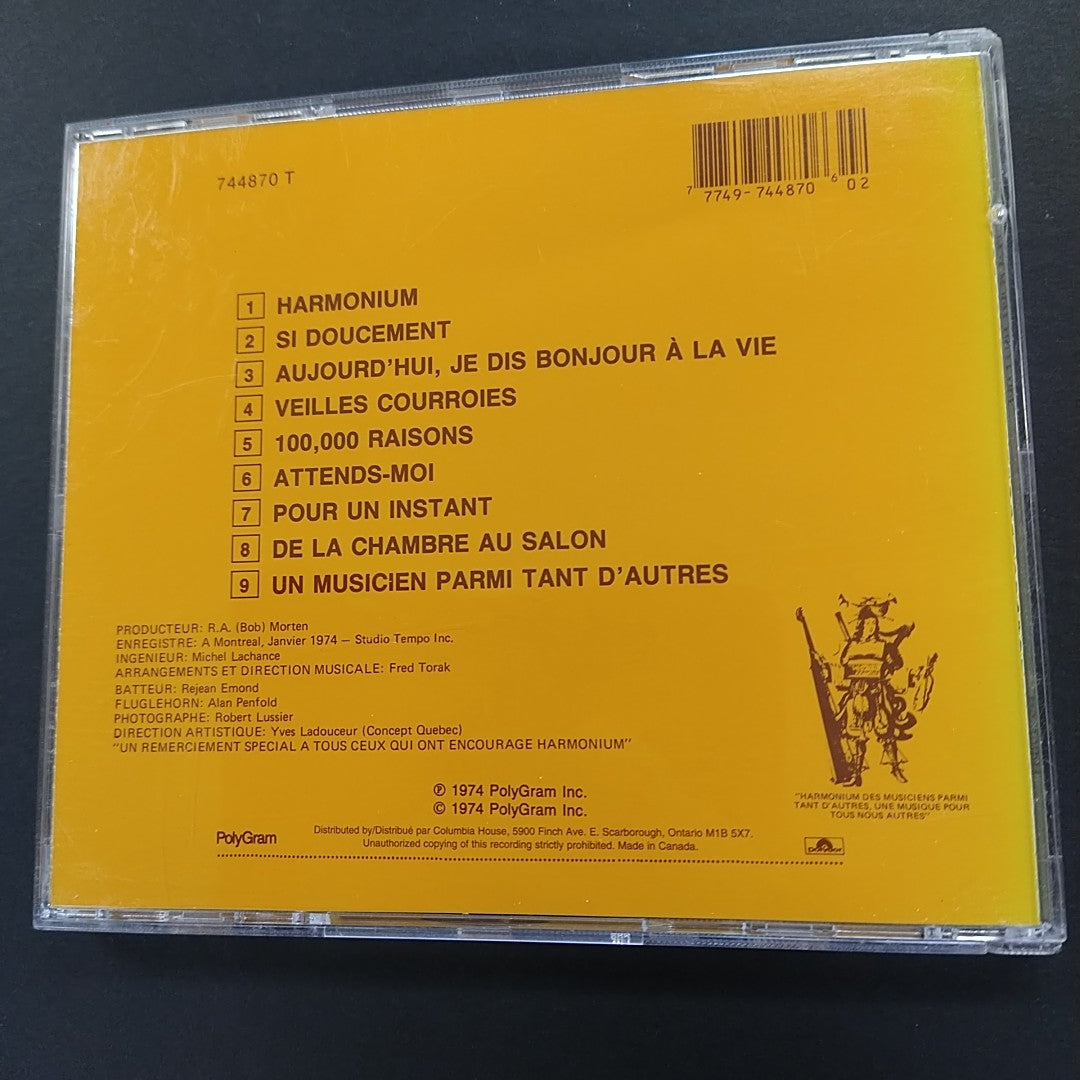 744870 T
7 7749-744870 6 02
1 HARMONIUM
2 SI DOUCEMENT
3 AUJOURD'HUI, JE DIS BONJOUR À LA VIE
4 VEILLES COURROIES
5 100,000 RAISONS
6 ATTENDS-MOI
7 POUR UN INSTANT
8 DE LA CHAMBRE AU SALON
9 UN MUSICIEN PARMI TANT D'AUTRES
PRODUCTEUR: R.A. (Bob) Morten
ENREGISTRE: A Montreal, Janvier 1974 – Studio Tempo Inc.
INGENIEUR: Michel Lachance
ARRANGEMENTS ET DIRECTION MUSICALE: Fred Torak
BATTEUR: Rejean Emond
FLUGLEHORN: Alan Penfold
PHOTOGRAPHE: Robert Lussier
DIRECTION ARTISTIQUE: Yves Ladouceur (Concept Quebec)
"UN REMERCIEMENT SPECIAL A TOUS CEUX QUI ONT ENCOURAGE HARMONIUM"
"HARMONIUM DES MUSICIENS PARMI
TANT D'AUTRES, UNE MUSIQUE POUR
TOUS NOUS AUTRES"
℗ 1974 PolyGram Inc.
© 1974 PolyGram Inc.
PolyGram
Distributed by/Distribué par Columbia House, 5900 Finch Ave. E. Scarborough, Ontario M1B 5X7.
Unauthorized copying of this recording strictly prohibited. Made in Canada.
Polydor